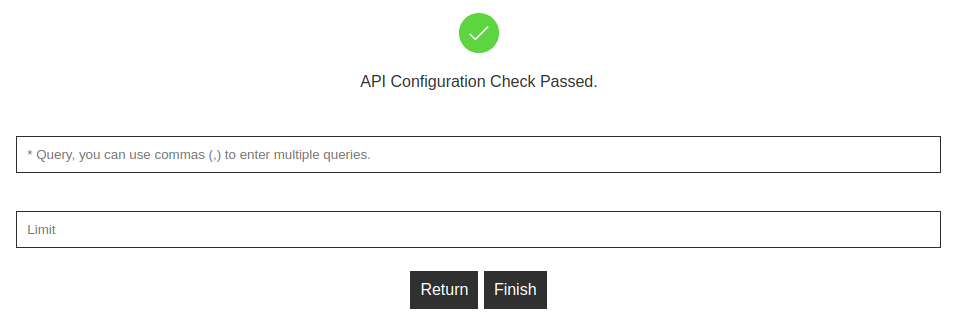 API Configuration Check Passed.
* Query, you can use commas (,) to enter multiple queries.
Limit
Return Finish